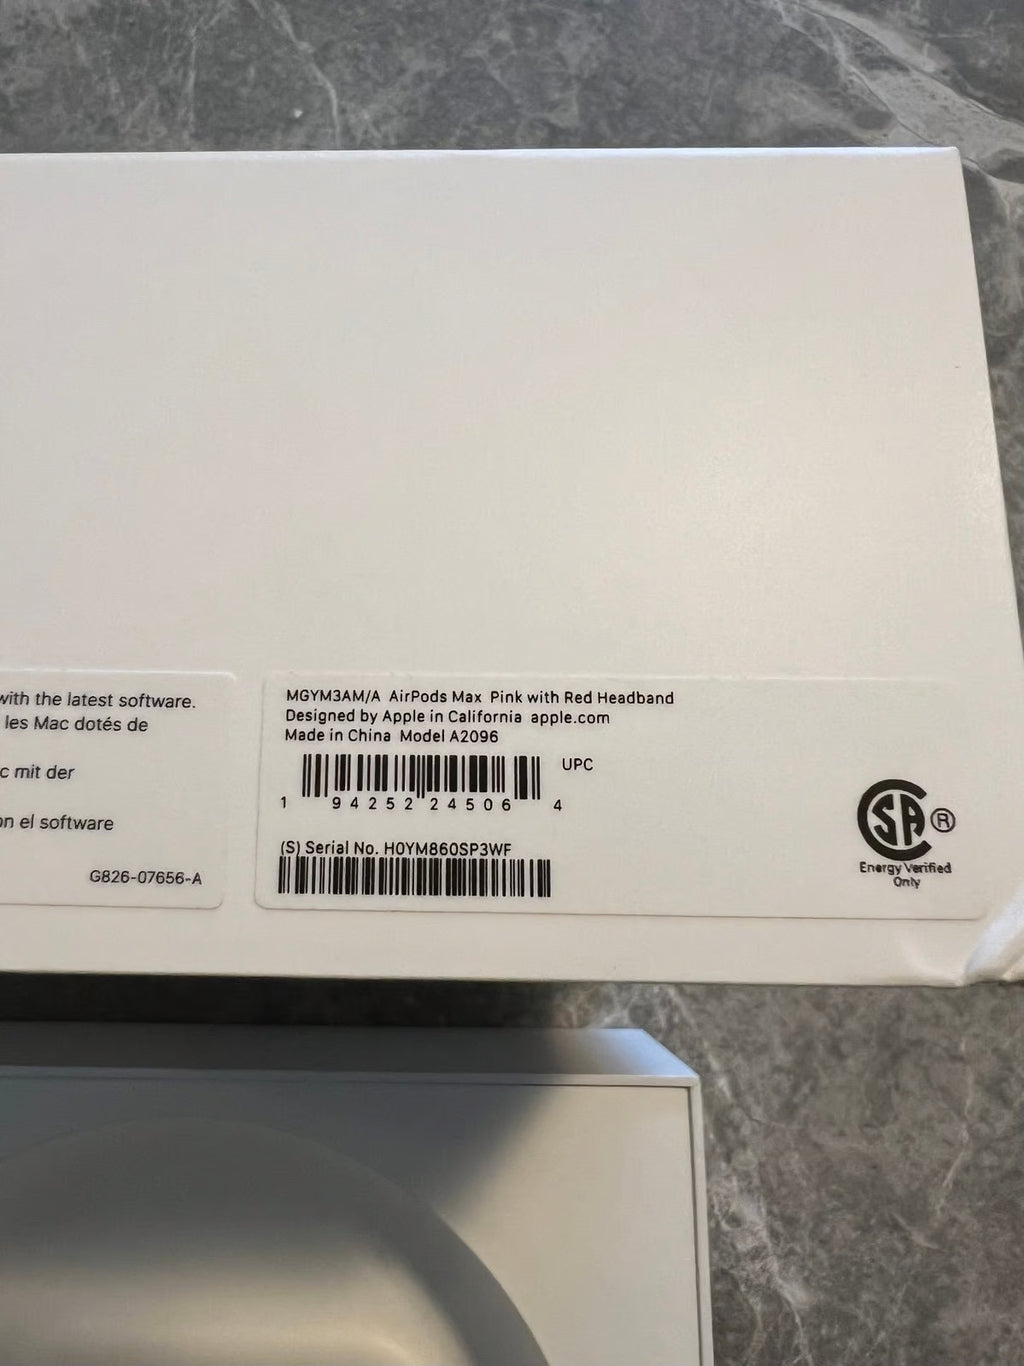 with the latest software.
les Mac dotés de
c mit der
on el software
G826-07656-A
MGYM3AM/A AirPods Max Pink with Red Headband
Designed by Apple in California apple.com
Made in China Model A2096
UPC
1 94252 24506 4
(S) Serial No. H0YM860SP3WF
SA ®
Energy Verified
Only